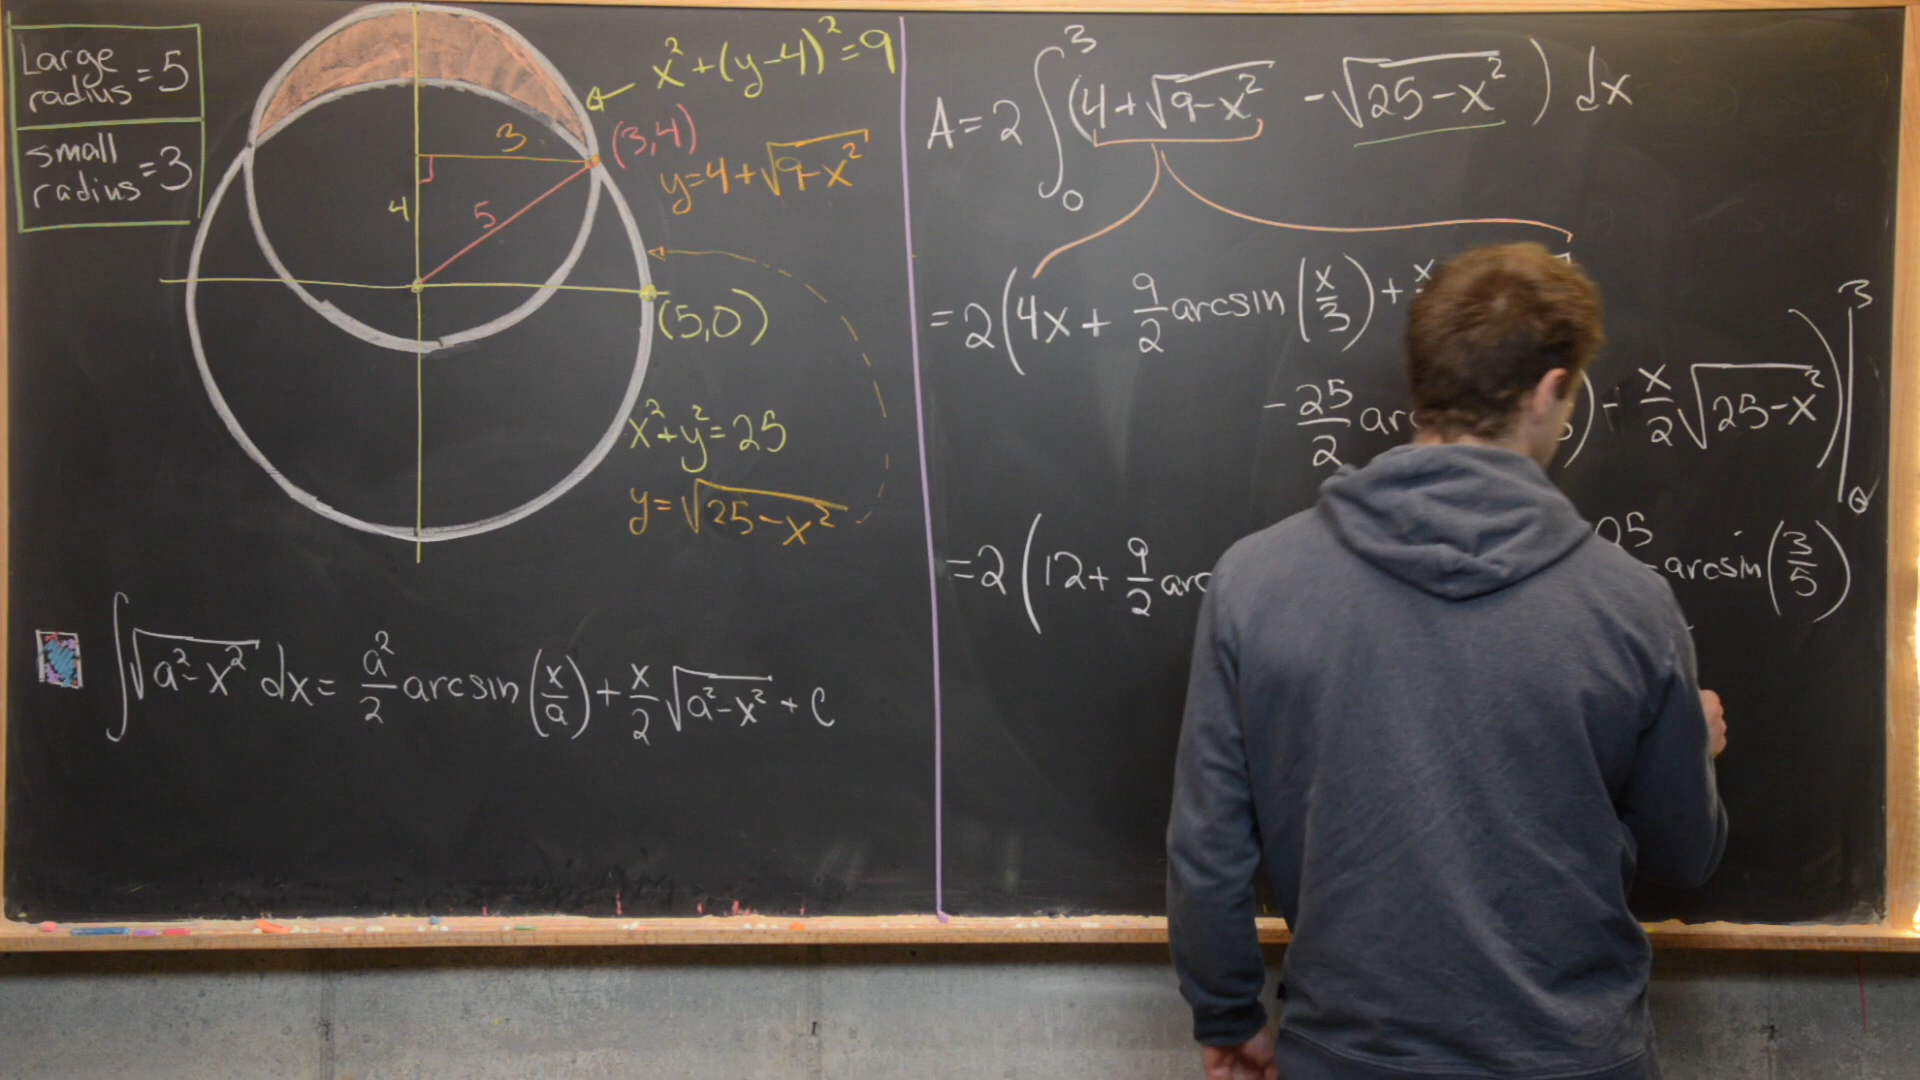 Large radius = 5
small radius = 3
x² + (y-4)² = 9
(3,4)
y = 4 + √(9-x²)
3
4
5
(5,0)
x² + y² = 25
y = √(25-x²)
∫√(a²-x²) dx = a²/2 arcsin(x/a) + x/2 √(a²-x²) + C
A = 2 ∫₀³ (4 + √(9-x²) - √(25-x²)) dx
= 2(4x + 9/2 arcsin(x/3) +
- 25/2 - x/2 √(25-x²)) |₀³
= 2(12 + 9/2 arcsin(3/5))